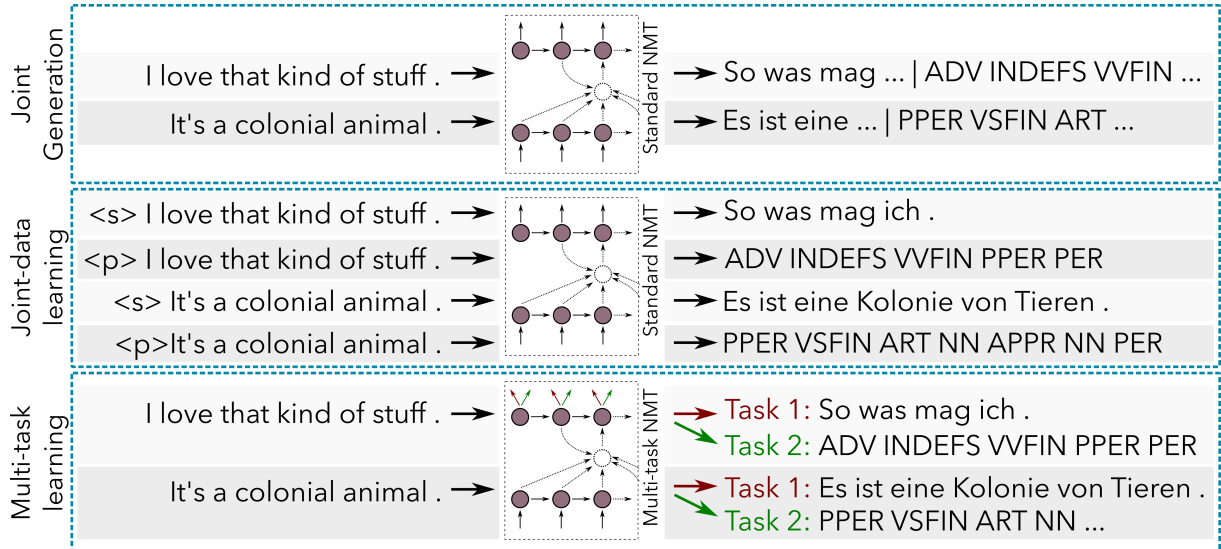 Joint
Generation
I love that kind of stuff .
It's a colonial animal .
Standard NMT
So was mag ... | ADV INDEFS VVFIN ...
Es ist eine ... | PPER VSFIN ART ...
Joint-data
learning
<s> I love that kind of stuff .
<p> I love that kind of stuff .
<s> It's a colonial animal .
<p>It's a colonial animal .
Standard NMT
So was mag ich .
ADV INDEFS VVFIN PPER PER
Es ist eine Kolonie von Tieren .
PPER VSFIN ART NN APPR NN PER
Multi-task
learning
I love that kind of stuff .
It's a colonial animal .
Multi-task NMT
Task 1: So was mag ich .
Task 2: ADV INDEFS VVFIN PPER PER
Task 1: Es ist eine Kolonie von Tieren .
Task 2: PPER VSFIN ART NN ...